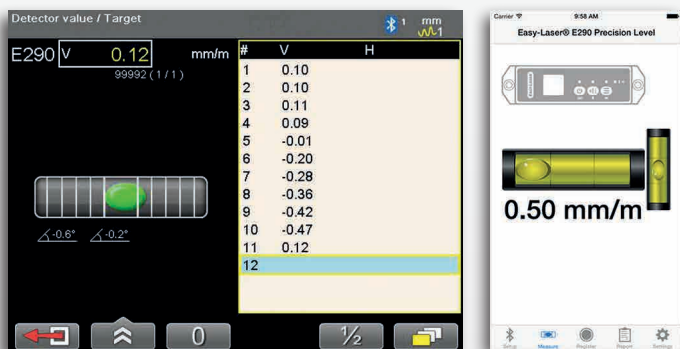 Detector value / Target
1
mm
1
E290 V 0.12 mm/m
99992 ( 1 / 1 )
# V H
1 0.10
2 0.10
3 0.11
4 0.09
5 -0.01
6 -0.20
7 -0.28
8 -0.36
9 -0.42
10 -0.47
11 0.12
12
-0.6° -0.2°
0
½
Carrier 9:58 AM
Easy-Laser® E290 Precision Level
0.50 mm/m
Setup Measure Register Report Settings